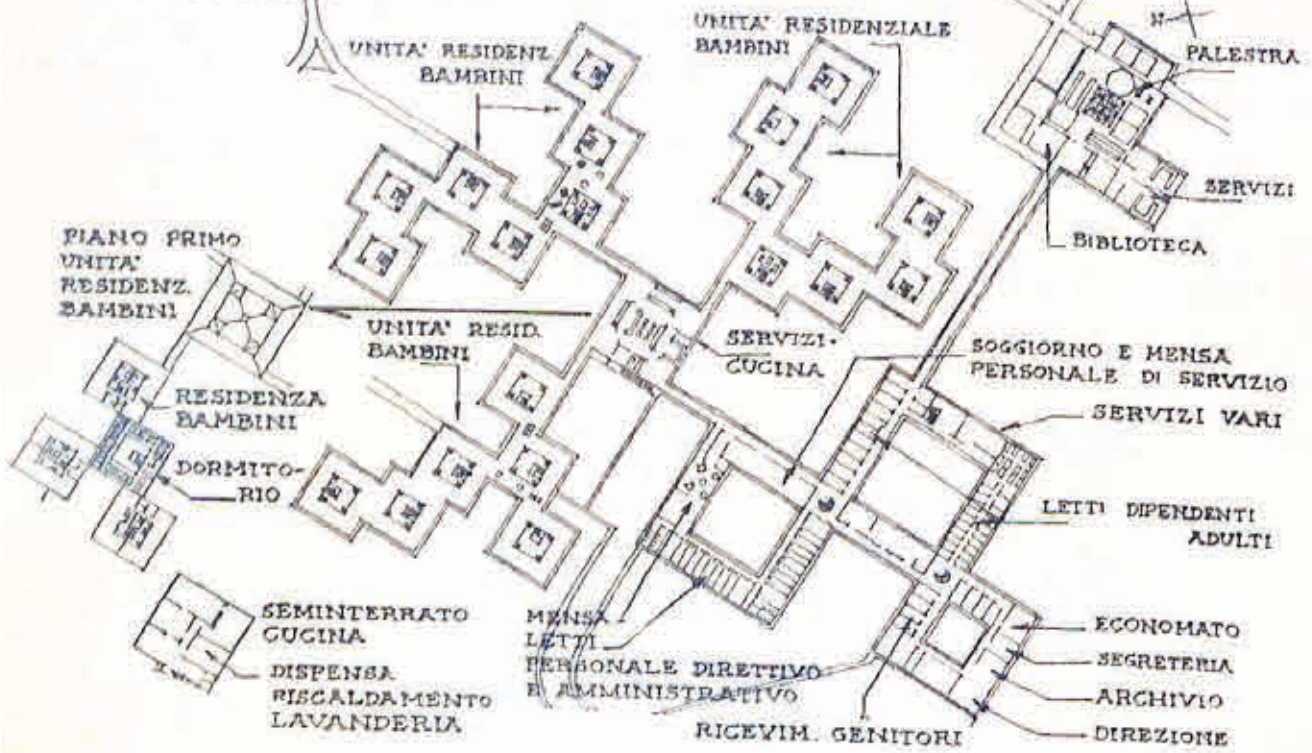 UNITA' RESIDENZ
BAMBINI
UNITA' RESIDENZIALE
BAMBINI
N
PALESTRA
SERVIZI
BIBLIOTECA
PIANO PRIMO
UNITA'
RESIDENZ.
BAMBINI
UNITA' RESID.
BAMBINI
SERVIZI-
CUCINA
SOGGIORNO E MENSA
PERSONALE DI SERVIZIO
SERVIZI VARI
RESIDENZA
BAMBINI
DORMITO-
RIO
LETTI DIPENDENTI
ADULTI
SEMINTERRATO
CUCINA
DISPENSA
RISCALDAMENTO
LAVANDERIA
MENSA
LETTI
PERSONALE DIRETTIVO
E AMMINISTRATIVO
RICEVIM. GENITORI
ECONOMATO
SEGRETERIA
ARCHIVIO
DIREZIONE